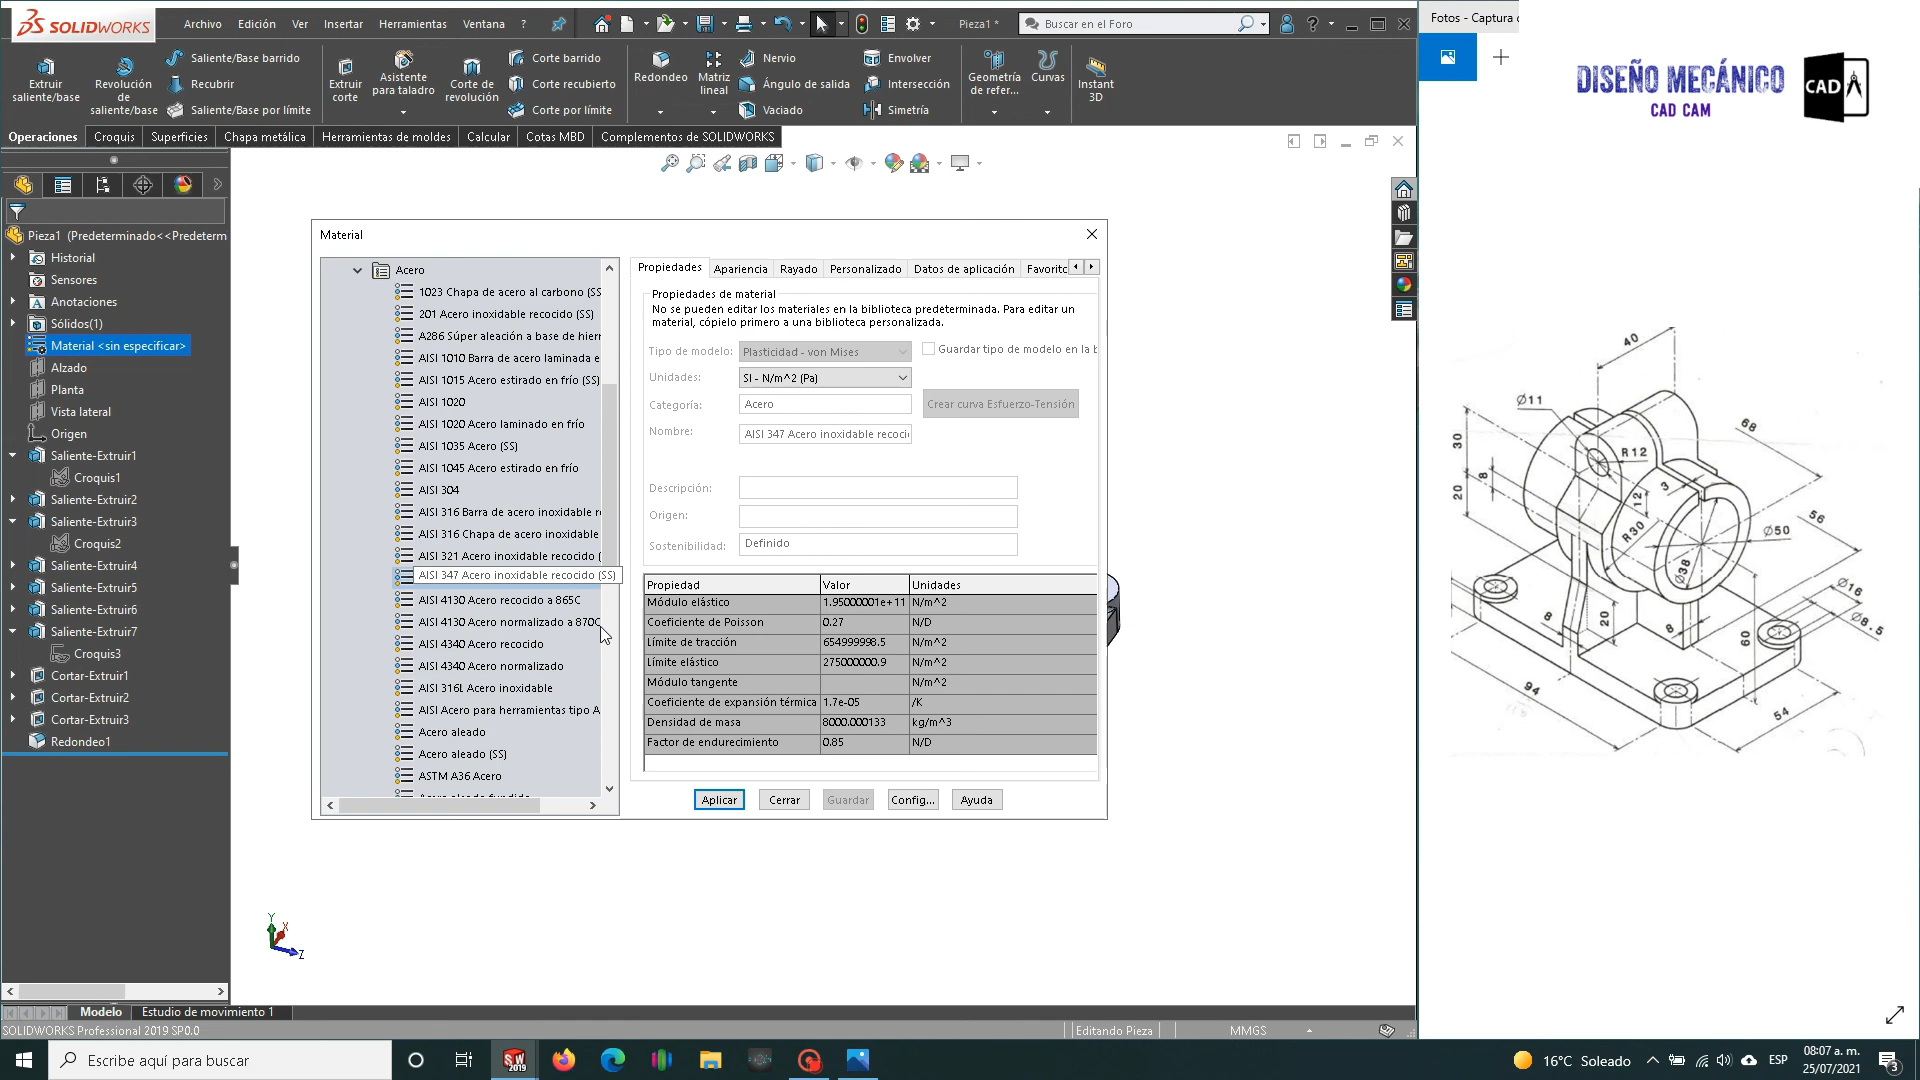 SOLIDWORKS
Archivo Edición Ver Insertar Herramientas Ventana ?
Pieza1 *
Buscar en el Foro
Extruir saliente/base
Revolución de saliente/base
Saliente/Base barrido
Recubrir
Saliente/Base por límite
Extruir corte
Asistente para taladro
Corte de revolución
Corte barrido
Corte recubierto
Corte por límite
Redondeo
Matriz lineal
Nervio
Ángulo de salida
Vaciado
Envolver
Intersección
Simetría
Geometría de refer...
Curvas
Instant 3D
Operaciones Croquis Superficies Chapa metálica Herramientas de moldes Calcular Cotas MBD Complementos de SOLIDWORKS
Pieza1 (Predeterminado<<Predeterm
Historial
Sensores
Anotaciones
Sólidos(1)
Material <sin especificar>
Alzado
Planta
Vista lateral
Origen
Saliente-Extruir1
Croquis1
Saliente-Extruir2
Saliente-Extruir3
Croquis2
Saliente-Extruir4
Saliente-Extruir5
Saliente-Extruir6
Saliente-Extruir7
Croquis3
Cortar-Extruir1
Cortar-Extruir2
Cortar-Extruir3
Redondeo1
Material
Acero
1023 Chapa de acero al carbono (SS
201 Acero inoxidable recocido (SS)
A286 Súper aleación a base de hierr
AISI 1010 Barra de acero laminada e
AISI 1015 Acero estirado en frío (SS)
AISI 1020
AISI 1020 Acero laminado en frío
AISI 1035 Acero (SS)
AISI 1045 Acero estirado en frío
AISI 304
AISI 316 Barra de acero inoxidable r
AISI 316 Chapa de acero inoxidable
AISI 321 Acero inoxidable recocido (
AISI 347 Acero inoxidable recocido (SS)
AISI 4130 Acero recocido a 865C
AISI 4130 Acero normalizado a 870C
AISI 4340 Acero recocido
AISI 4340 Acero normalizado
AISI 316L Acero inoxidable
AISI Acero para herramientas tipo A
Acero aleado
Acero aleado (SS)
ASTM A36 Acero
Propiedades Apariencia Rayado Personalizado Datos de aplicación Favorito
Propiedades de material
No se pueden editar los materiales en la biblioteca predeterminada. Para editar un
material, cópielo primero a una biblioteca personalizada.
Tipo de modelo: Plasticidad - von Mises Guardar tipo de modelo en la b
Unidades: SI - N/m^2 (Pa)
Categoría: Acero Crear curva Esfuerzo-Tensión
Nombre: AISI 347 Acero inoxidable recoci
Descripción:
Origen:
Sostenibilidad: Definido
Propiedad Valor Unidades
Módulo elástico 1.95000001e+11 N/m^2
Coeficiente de Poisson 0.27 N/D
Límite de tracción 654999998.5 N/m^2
Límite elástico 275000000.9 N/m^2
Módulo tangente N/m^2
Coeficiente de expansión térmica 1.7e-05 /K
Densidad de masa 8000.000133 kg/m^3
Factor de endurecimiento 0.85 N/D
Aplicar Cerrar Guardar Config... Ayuda
Y X Z
Modelo Estudio de movimiento 1
SOLIDWORKS Professional 2019 SP0.0
Editando Pieza MMGS
Fotos - Captura
DISEÑO MECÁNICO
CAD CAM
CAD
40
Ø11
68
30
R12
8
20
12
3
R30
Ø50
56
Ø38
Ø16
8
20
8
Ø8.5
60
94
54
Escribe aquí para buscar
SW 2019
16°C Soleado
ESP
08:07 a. m.
25/07/2021
3